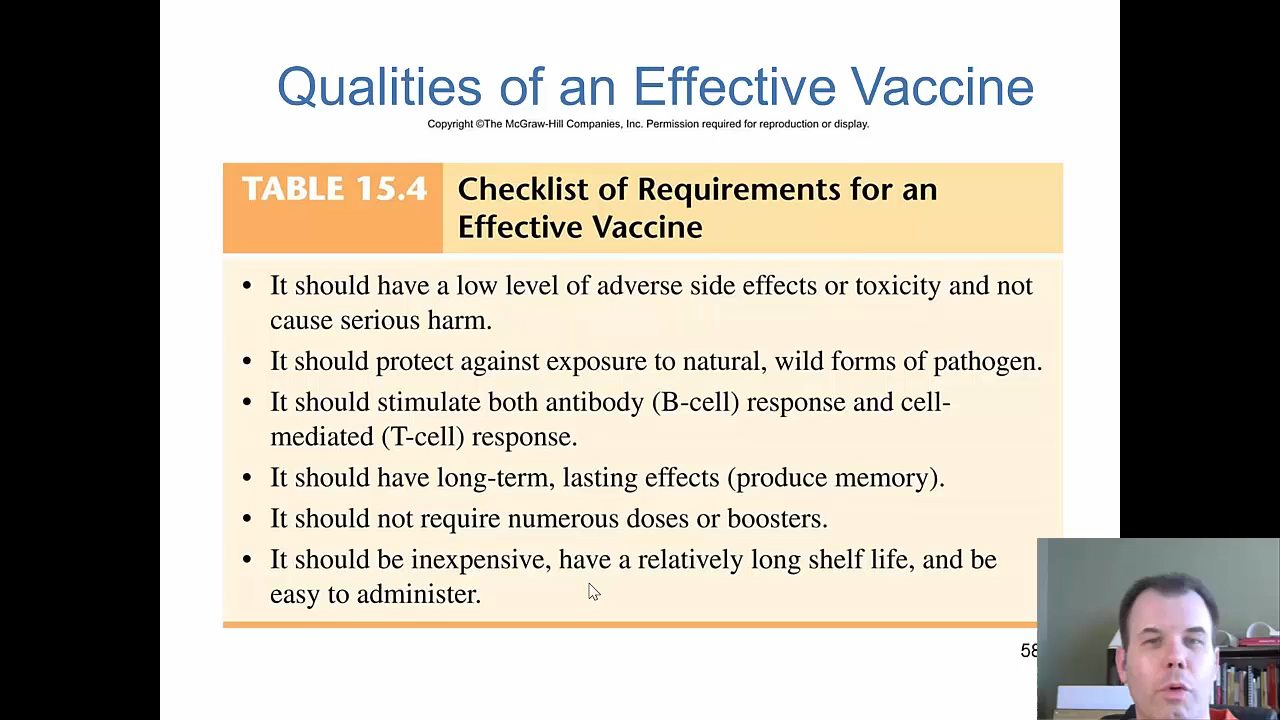 Qualities of an Effective Vaccine
Copyright ©The McGraw-Hill Companies, Inc. Permission required for reproduction or display.
TABLE 15.4
Checklist of Requirements for an
Effective Vaccine
• It should have a low level of adverse side effects or toxicity and not
cause serious harm.
• It should protect against exposure to natural, wild forms of pathogen.
• It should stimulate both antibody (B-cell) response and cell-
mediated (T-cell) response.
• It should have long-term, lasting effects (produce memory).
• It should not require numerous doses or boosters.
• It should be inexpensive, have a relatively long shelf life, and be
easy to administer.
58